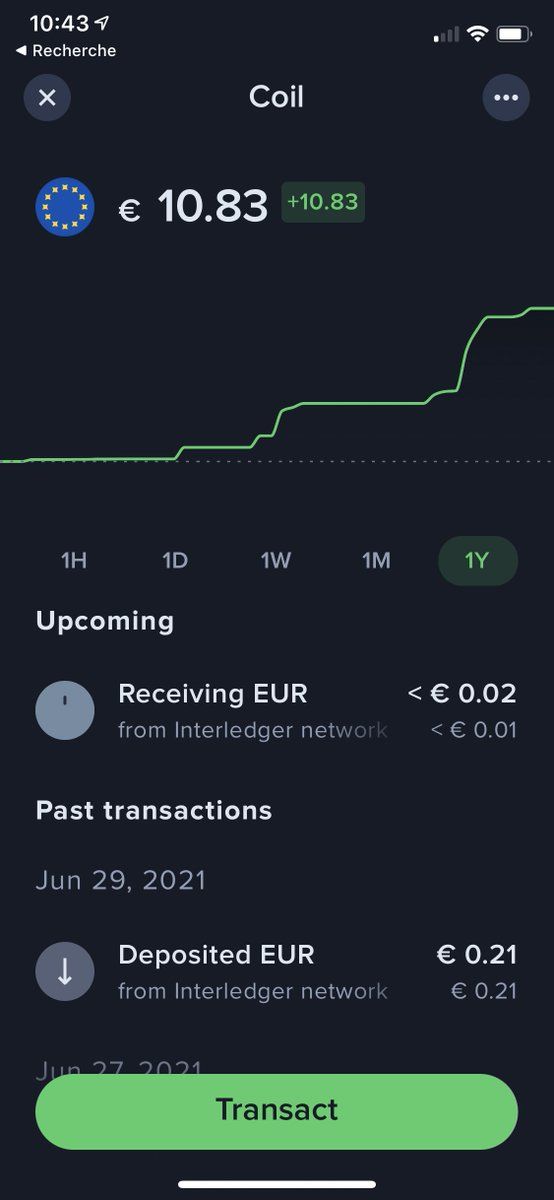 10:43
◀ Recherche
Coil
€ 10.83 +10.83
1H 1D 1W 1M 1Y
Upcoming
Receiving EUR < € 0.02
from Interledger network < € 0.01
Past transactions
Jun 29, 2021
Deposited EUR € 0.21
from Interledger network € 0.21
Jun 27, 2021
Transact